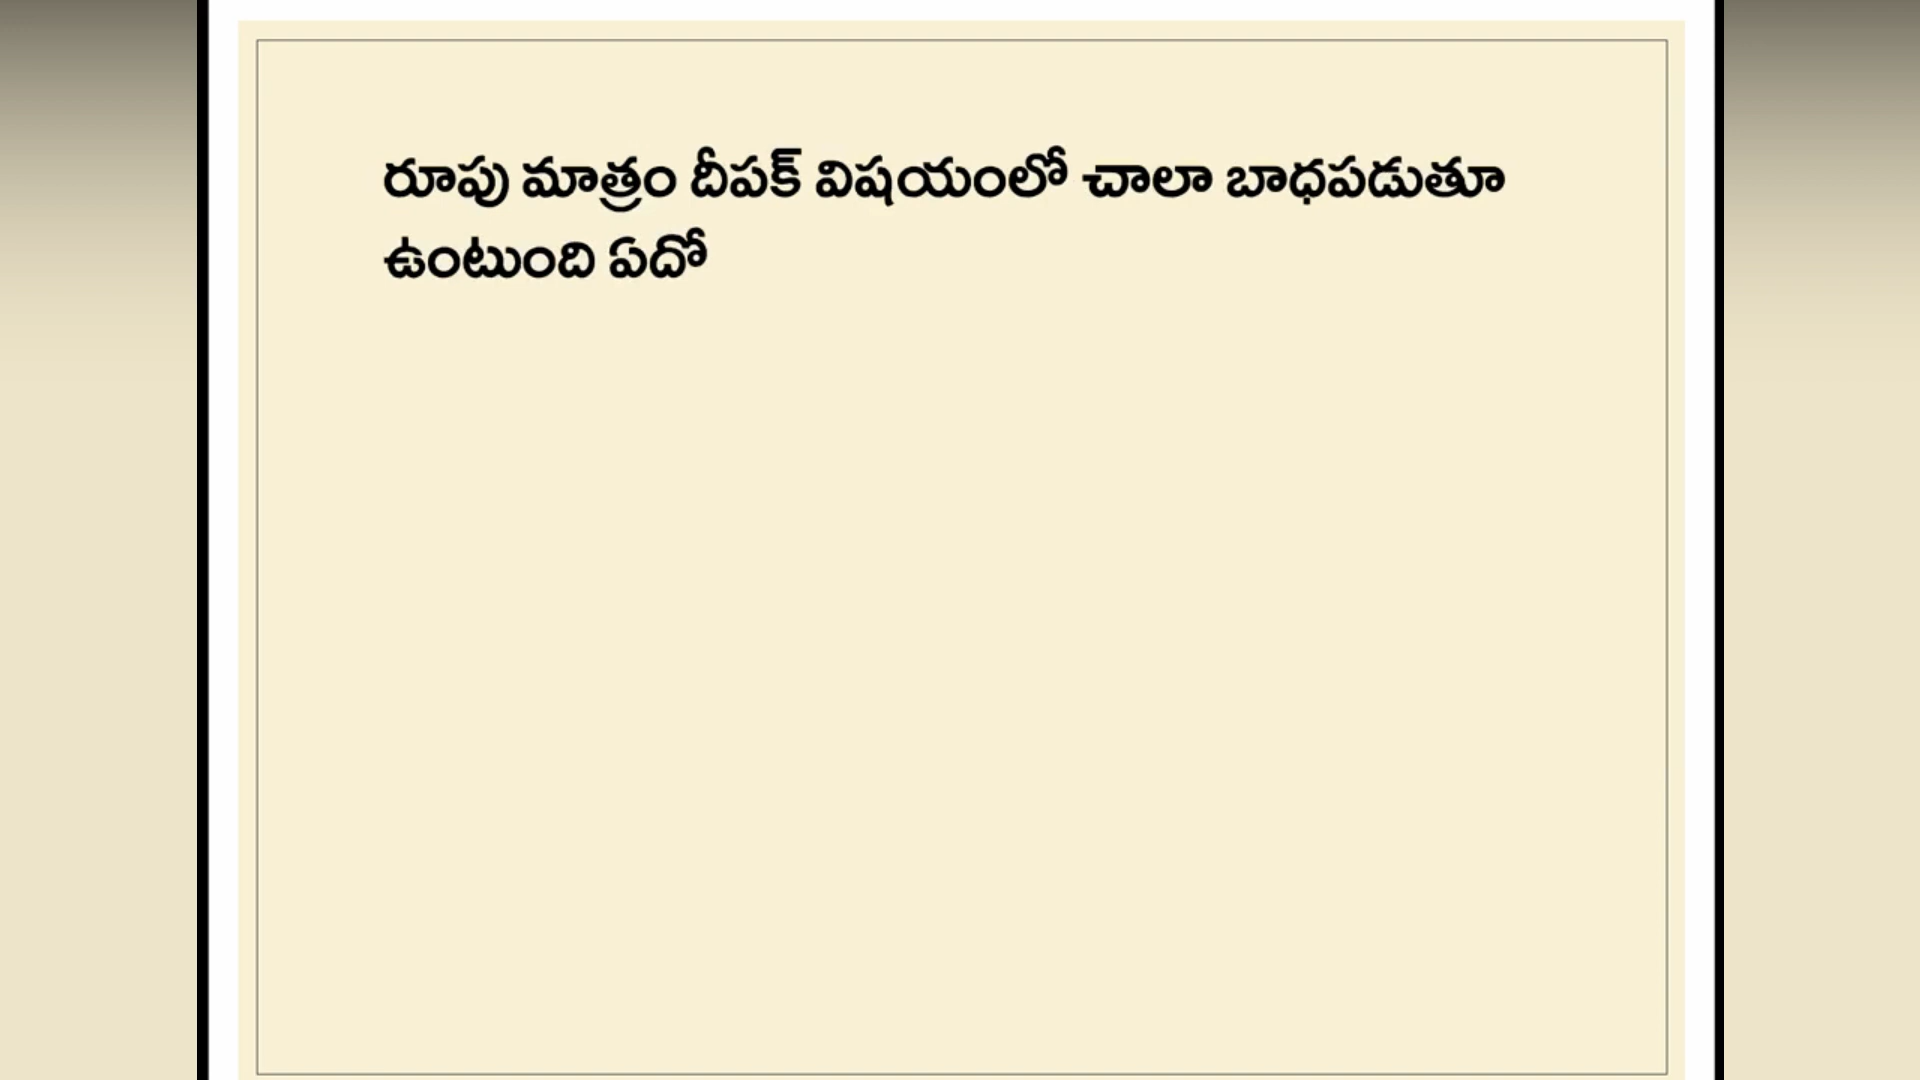 రూపు మాత్రం దీపక్ విషయంలో చాలా బాధపడుతూ
ఉంటుంది ఏదో